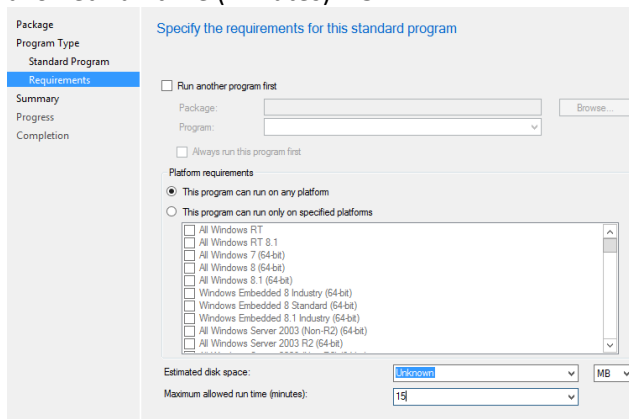 Package
Program Type
Standard Program
Requirements
Summary
Progress
Completion
Specify the requirements for this standard program
Run another program first
Package:
Browse...
Program:
Always run this program first
Platform requirements
This program can run on any platform
This program can run only on specified platforms
All Windows RT
All Windows RT 8.1
All Windows 7 (64-bit)
All Windows 8 (64-bit)
All Windows 8.1 (64-bit)
Windows Embedded 8 Industry (64-bit)
Windows Embedded 8 Standard (64-bit)
Windows Embedded 8.1 Industry (64-bit)
All Windows Server 2003 (Non-R2) (64-bit)
All Windows Server 2003 R2 (64-bit)
Estimated disk space: Unknown MB
Maximum allowed run time (minutes): 15